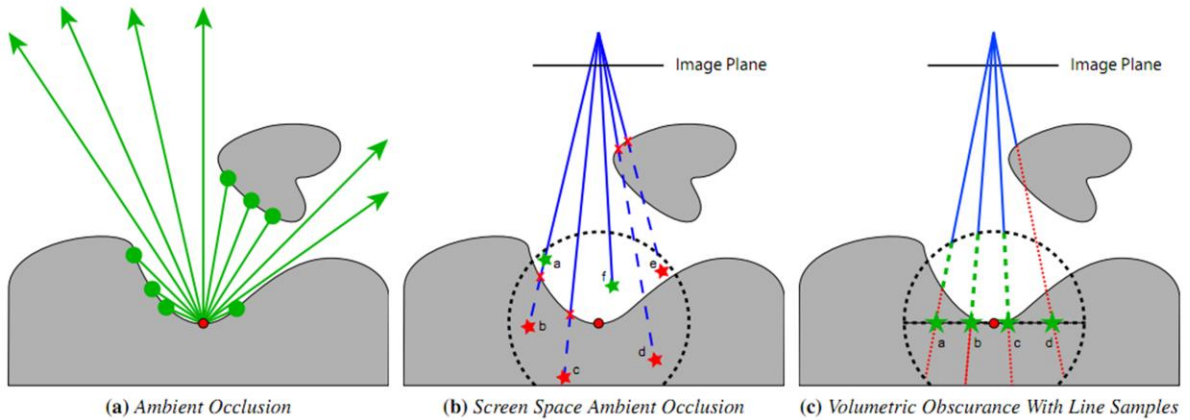 Image Plane
Image Plane
a
b
c
d
e
f
a
b
c
d
(a) Ambient Occlusion
(b) Screen Space Ambient Occlusion
(c) Volumetric Obscurance With Line Samples